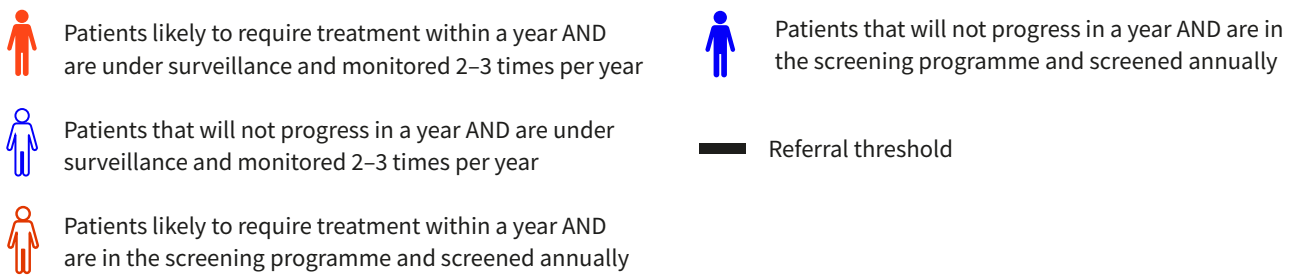 Patients likely to require treatment within a year AND
are under surveillance and monitored 2–3 times per year
Patients that will not progress in a year AND are under
surveillance and monitored 2–3 times per year
Patients likely to require treatment within a year AND
are in the screening programme and screened annually
Patients that will not progress in a year AND are in
the screening programme and screened annually
Referral threshold